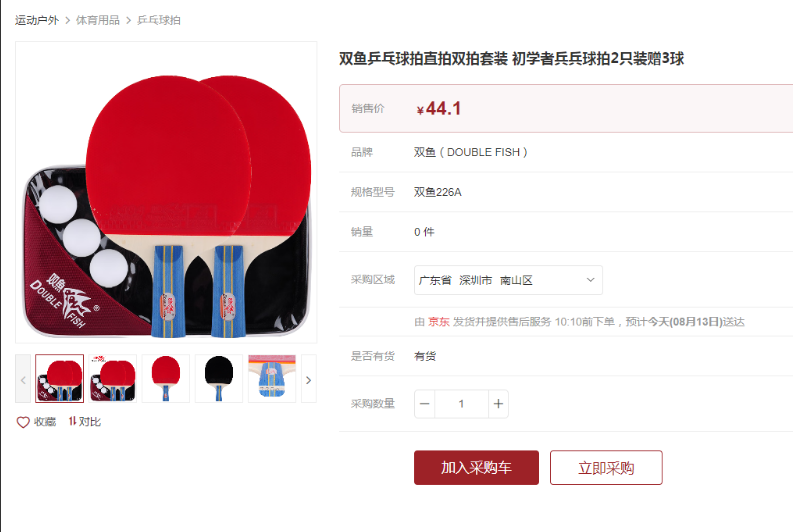 运动户外 > 体育用品 > 乒乓球拍
双鱼乒乓球拍直拍双拍套装 初学者兵兵球拍2只装赠3球
销售价 ¥44.1
品牌 双鱼（DOUBLE FISH）
规格型号 双鱼226A
销量 0 件
采购区域 广东省 深圳市 南山区
由 京东 发货并提供售后服务 10:10前下单，预计今天(08月13日)送达
是否有货 有货
采购数量 − 1 +
加入采购车 立即采购
双鱼
DOUBLE FISH ®
收藏 对比